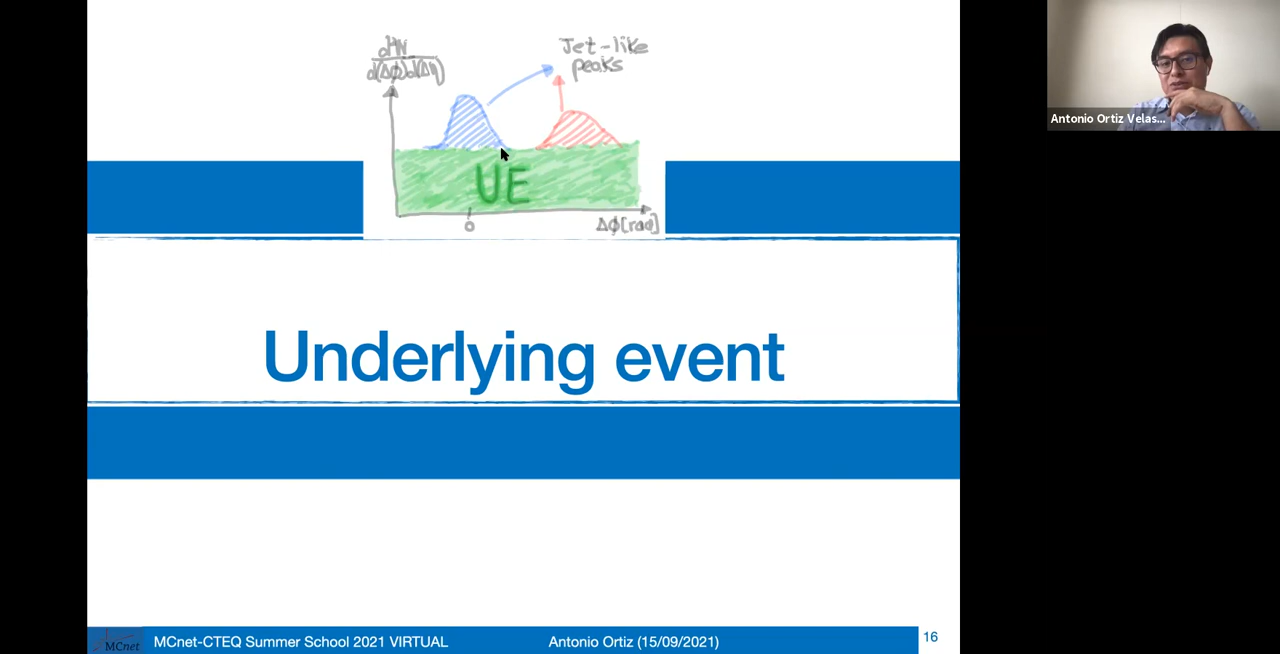 d²N
d(Δϕ)d(Δη)
Jet-like
peaks
UE
0
Δϕ[rad]
Antonio Ortiz Velas...
Underlying event
MCnet
MCnet-CTEQ Summer School 2021 VIRTUAL
Antonio Ortiz (15/09/2021)
16